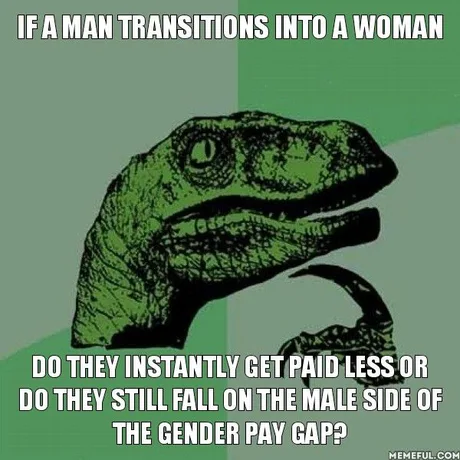 IF A MAN TRANSITIONS INTO A WOMAN
DO THEY INSTANTLY GET PAID LESS OR
DO THEY STILL FALL ON THE MALE SIDE OF
THE GENDER PAY GAP?
MEMEFUL.COM